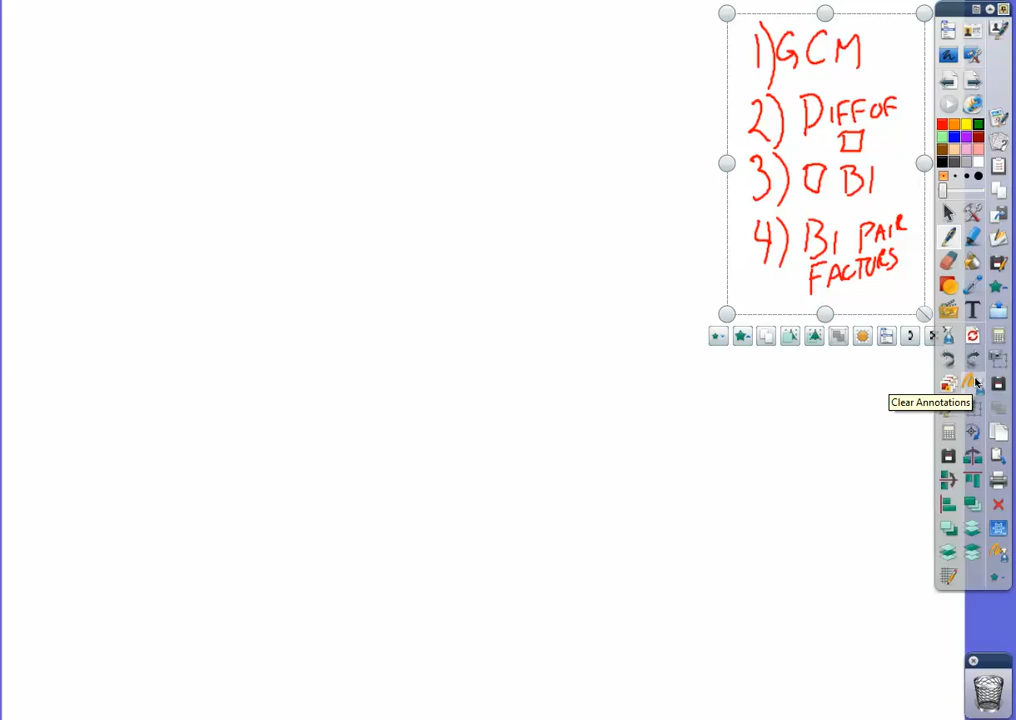 1) GCM
2) DIFF OF
□
3) □ BI
4) BI PAIR
FACTORS
Clear Annotations